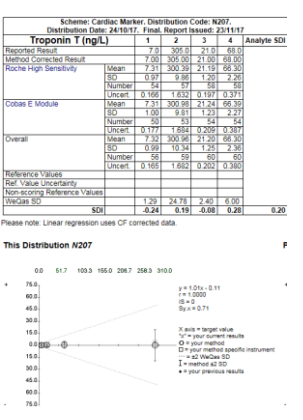 Scheme: Cardiac Marker. Distribution Code: N207.
Distribution Date: 24/10/17. Final. Report Issued: 23/11/17
Troponin T (ng/L) 1 2 3 4 Analyte SDI
Reported Result 7.0 305.0 21.0 68.0
Method Corrected Result 7.00 305.00 21.00 68.00
Roche High Sensitivity Mean 7.31 300.39 21.19 66.30
SD 0.97 9.86 1.20 2.26
Number 54 57 58 58
Uncert. 0.166 1.632 0.197 0.371
Cobas E Module Mean 7.31 300.98 21.24 66.39
SD 1.00 9.81 1.23 2.27
Number 50 53 54 54
Uncert. 0.177 1.684 0.209 0.387
Overall Mean 7.32 300.96 21.20 66.30
SD 0.99 10.34 1.25 2.36
Number 56 59 60 60
Uncert. 0.165 1.682 0.202 0.380
Reference Values
Ref. Value Uncertainty
Non-scoring Reference Values
WeQas SD 1.29 24.78 2.40 6.00
SDI -0.24 0.19 -0.08 0.28 0.20
Please note: Linear regression uses CF corrected data.
This Distribution N207
0.0 51.7 103.3 155.0 206.7 258.3 310.0
75.0
60.0
45.0
30.0
15.0
0.0
15.0
30.0
45.0
60.0
75.0
y = 1.01x - 0.11
r = 1.0000
Sy.x = 0.71
X axis = target value
"x" = your current results
O = your method
= your method specific instrument
= ±2 WeQas SD
= method ±2 SD
• = your previous results